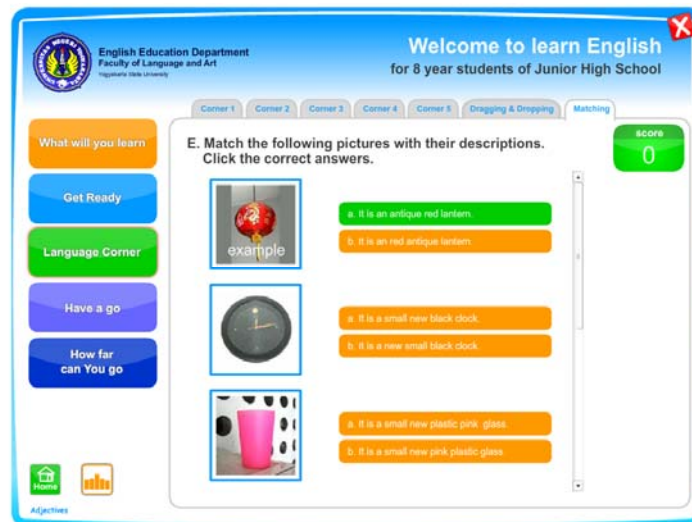 English Education Department
Faculty of Language and Art
Yogyakarta State University
Welcome to learn English
for 8 year students of Junior High School
Corner 1
Corner 2
Corner 3
Corner 4
Corner 5
Dragging & Dropping
Matching
What will you learn
Get Ready
Language Corner
Have a go
How far
can You go
E. Match the following pictures with their descriptions.
Click the correct answers.
score
0
example
a. It is an antique red lantern.
b. It is an red antique lantern.
a. It is a small new black clock.
b. It is a new small black clock.
a. It is a small new plastic pink glass.
b. It is a small new pink plastic glass
Home
Adjectives